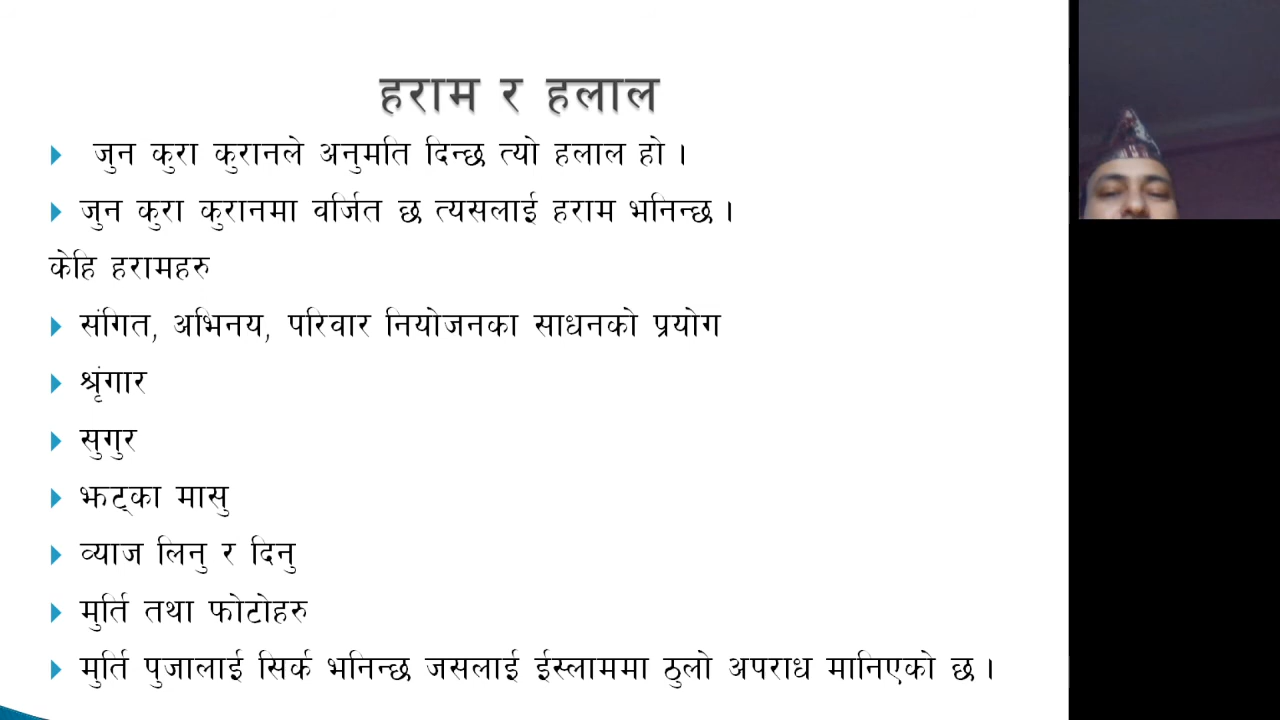 हराम र हलाल
जुन कुरा कुरानले अनुमति दिन्छ त्यो हलाल हो ।
जुन कुरा कुरानमा वर्जित छ त्यसलाई हराम भनिन्छ ।
केहि हरामहरु
संगित, अभिनय, परिवार नियोजनका साधनको प्रयोग
श्रृंगार
सुगुर
झट्का मासु
व्याज लिनु र दिनु
मुर्ति तथा फोटोहरु
मुर्ति पुजालाई सिर्क भनिन्छ जसलाई ईस्लाममा ठुलो अपराध मानिएको छ ।